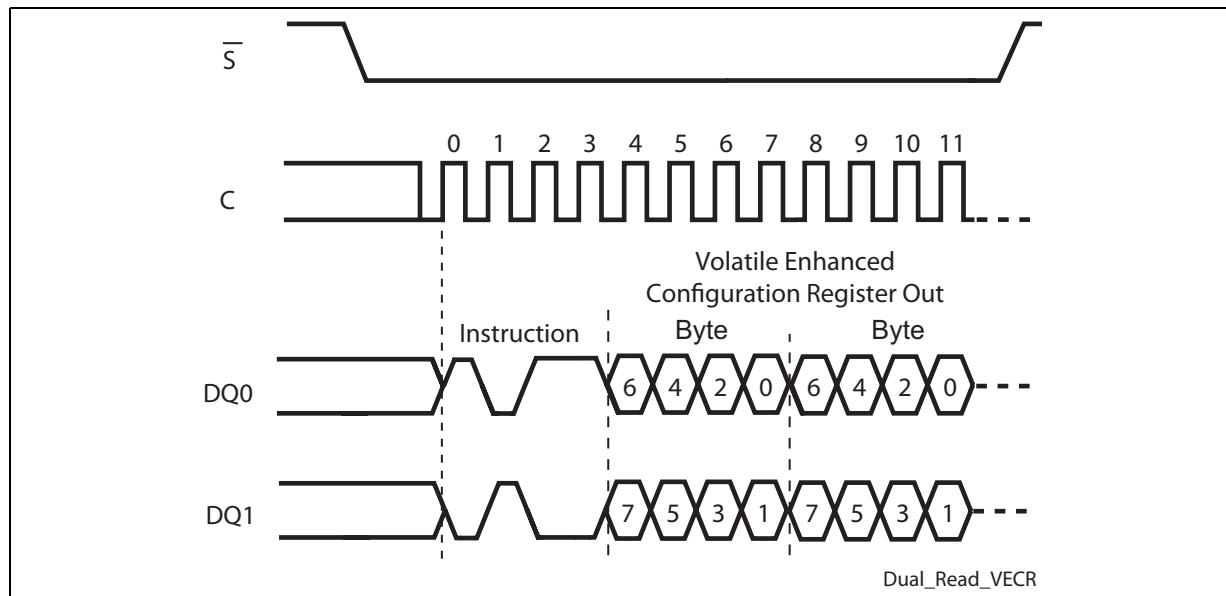 S
0 1 2 3 4 5 6 7 8 9 10 11
C
Volatile Enhanced
Configuration Register Out
Instruction Byte Byte
DQ0 6 4 2 0 6 4 2 0
DQ1 7 5 3 1 7 5 3 1
Dual_Read_VECR